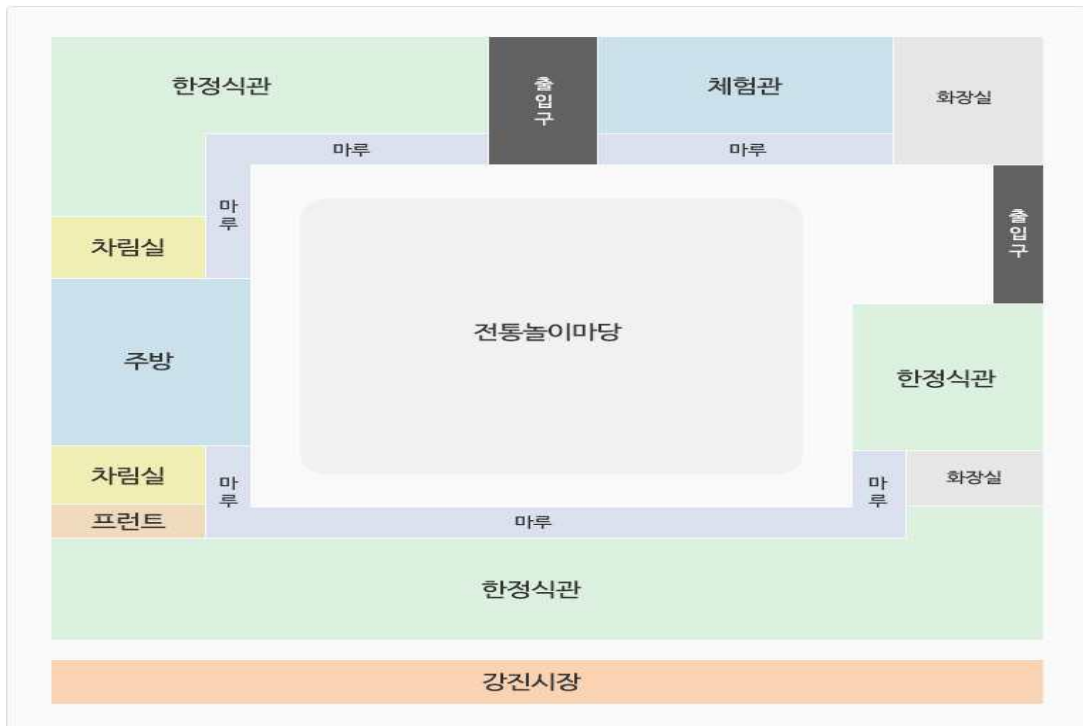 한정식관
출입구
체험관
화장실
마루
마루
마루
출입구
차림실
전통놀이마당
주방
한정식관
차림실
마루
마루
화장실
프런트
마루
한정식관
강진시장